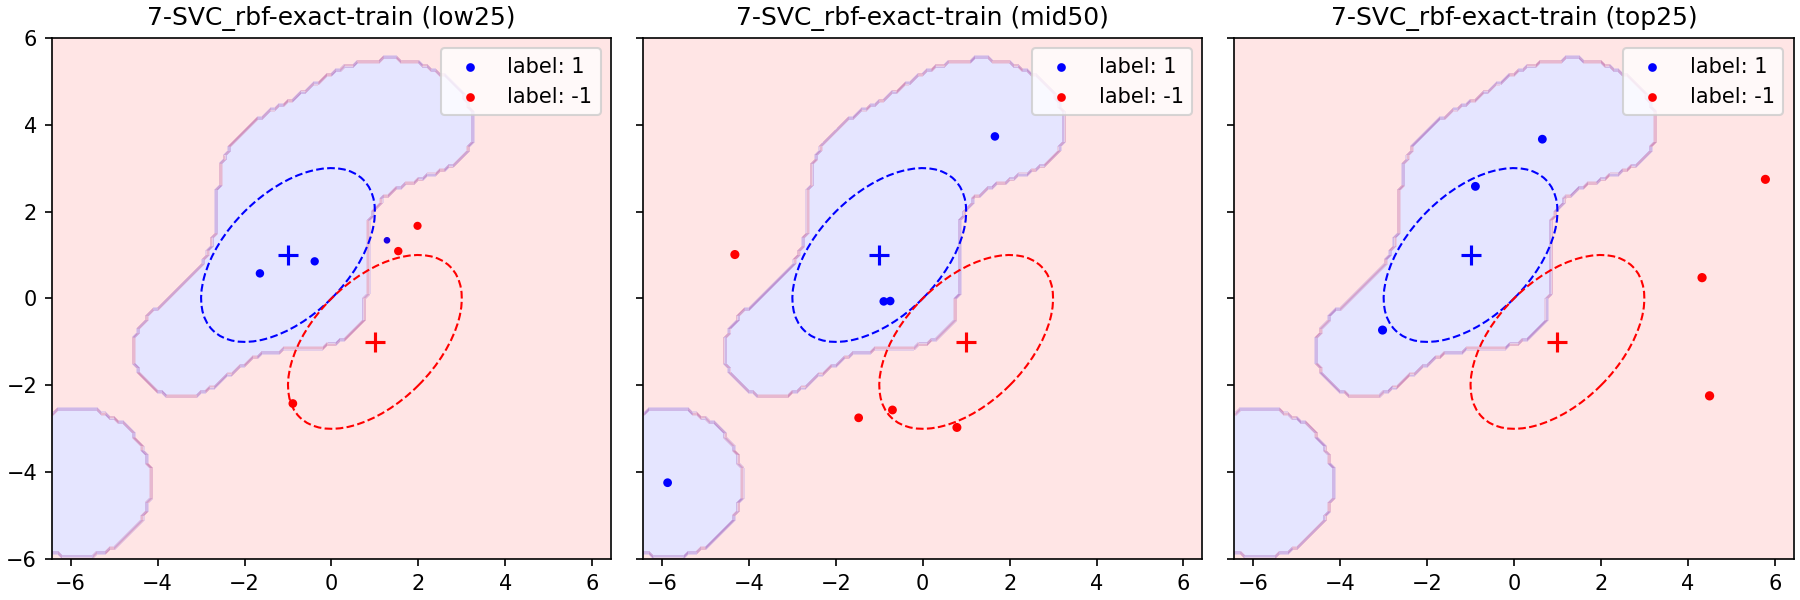 7-SVC_rbf-exact-train (low25)
7-SVC_rbf-exact-train (mid50)
7-SVC_rbf-exact-train (top25)
label: 1
label: -1
label: 1
label: -1
label: 1
label: -1
6
4
2
0
−2
−4
−6
−6 −4 −2 0 2 4 6
−6 −4 −2 0 2 4 6
−6 −4 −2 0 2 4 6